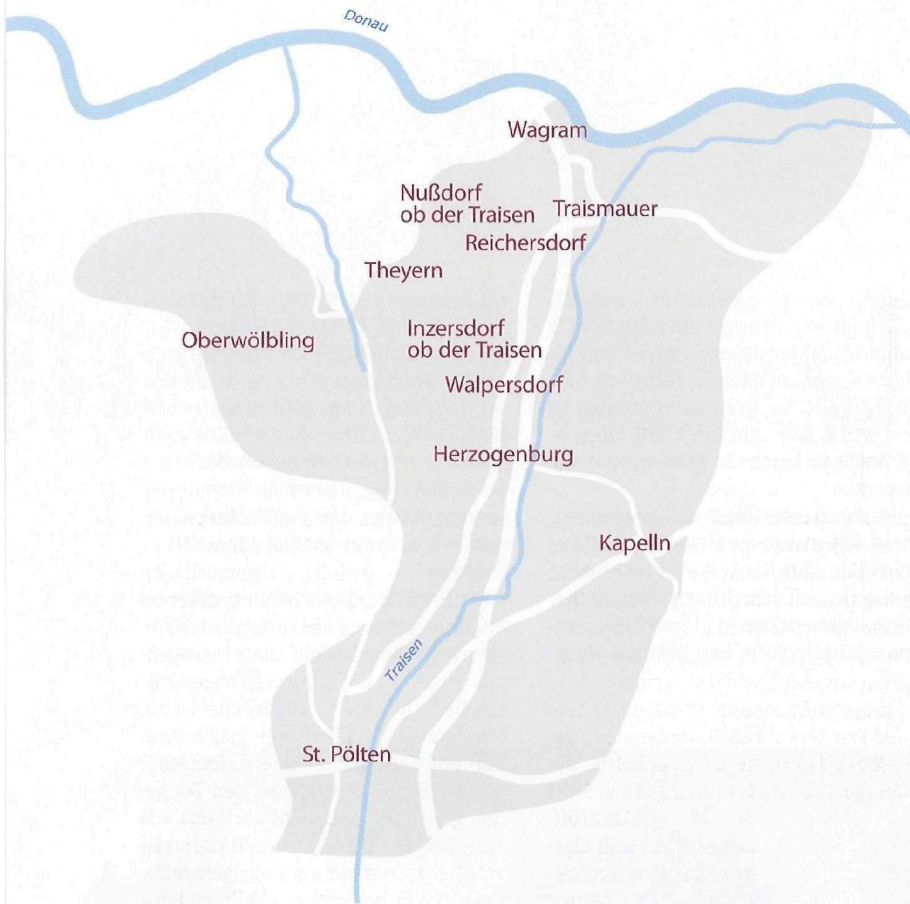 Donau
Wagram
Nußdorf
ob der Traisen
Traismauer
Reichersdorf
Theyern
Inzersdorf
ob der Traisen
Oberwölbling
Walpersdorf
Herzogenburg
Kapelln
Traisen
St. Pölten